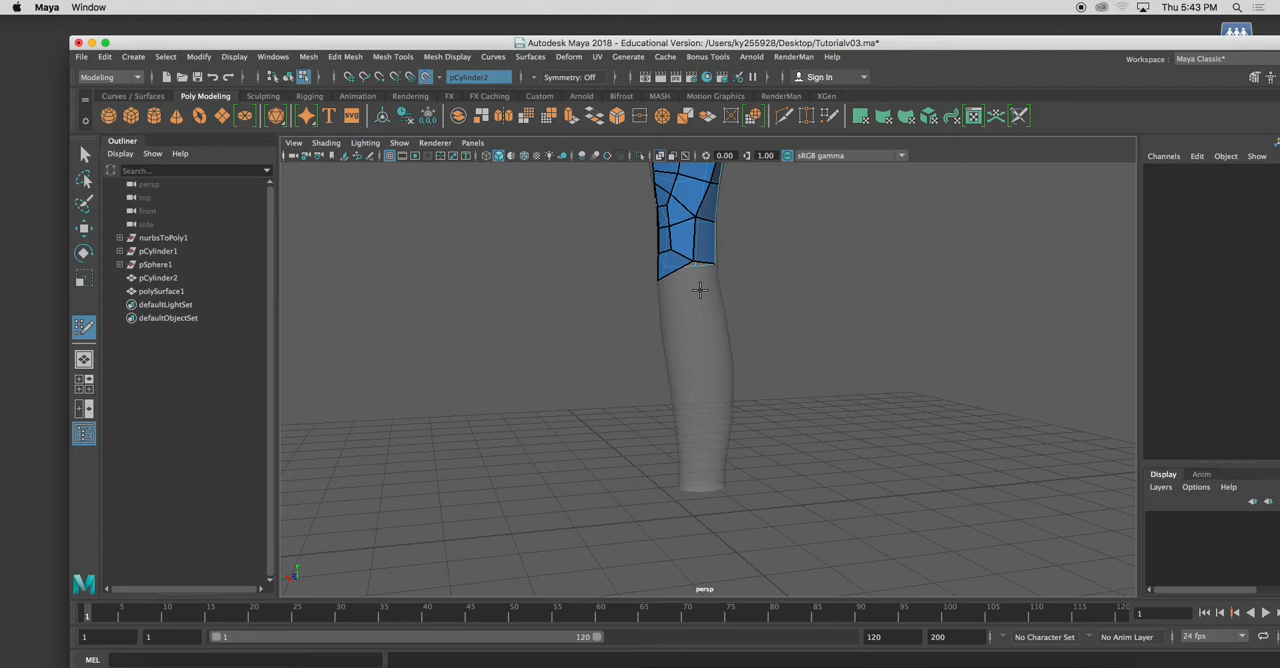 Maya Window Thu 5:43 PM
Autodesk Maya 2018 - Educational Version: /Users/ky255928/Desktop/Tutorialv03.ma*
File Edit Create Select Modify Display Windows Mesh Edit Mesh Mesh Tools Mesh Display Curves Surfaces Deform UV Generate Cache Bonus Tools Arnold RenderMan Help Workspace : Maya Classic*
Modeling pCylinder2 Symmetry: Off Sign In
Curves / Surfaces Poly Modeling Sculpting Rigging Animation Rendering FX FX Caching Custom Arnold Bifrost MASH Motion Graphics RenderMan XGen
T SVG 0,0,0
Outliner
Display Show Help
Search...
persp
top
front
side
nurbsToPoly1
pCylinder1
pSphere1
pCylinder2
polySurface1
defaultLightSet
defaultObjectSet
View Shading Lighting Show Renderer Panels
0.00 1.00 sRGB gamma
y
persp
Channels Edit Object Show
Display Anim
Layers Options Help
1 5 10 15 20 25 30 35 40 45 50 55 60 65 70 75 80 85 90 95 100 105 110 115 120 1
1 1 1 120 120 200 No Character Set No Anim Layer 24 fps
MEL